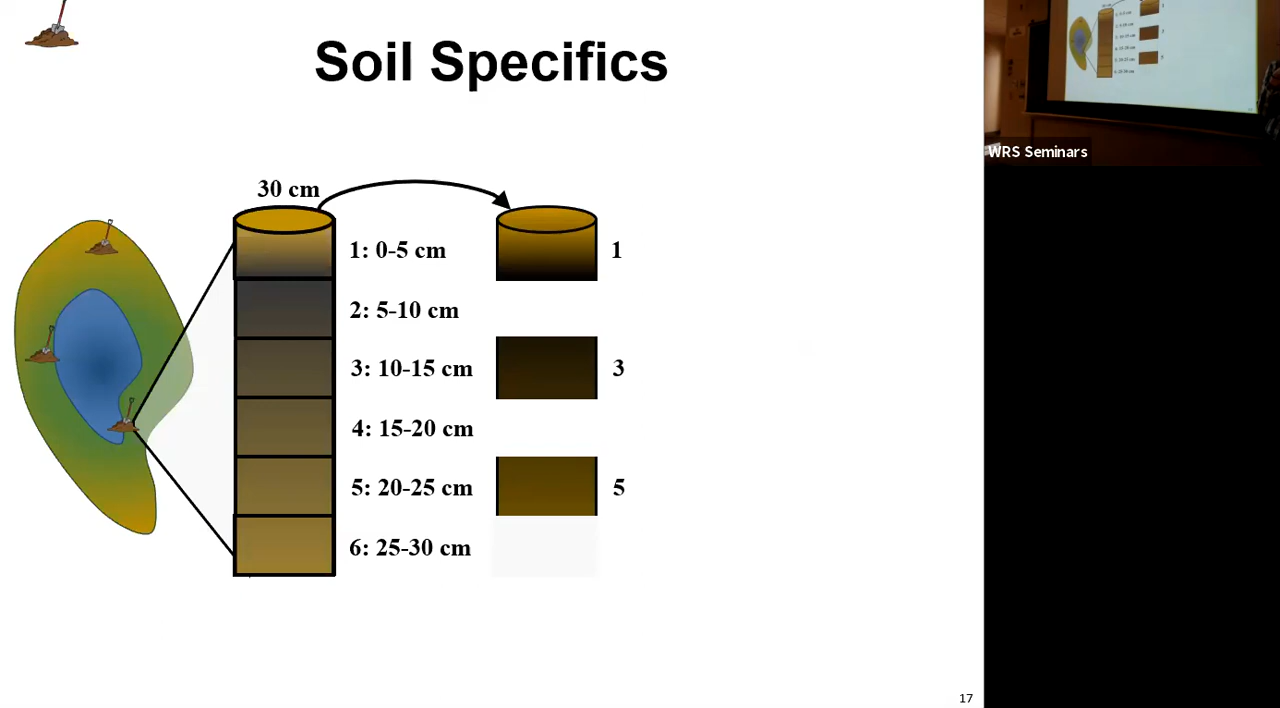 Soil Specifics
30 cm
1: 0-5 cm
1
2: 5-10 cm
3: 10-15 cm
3
4: 15-20 cm
5: 20-25 cm
5
6: 25-30 cm
17
WRS Seminars